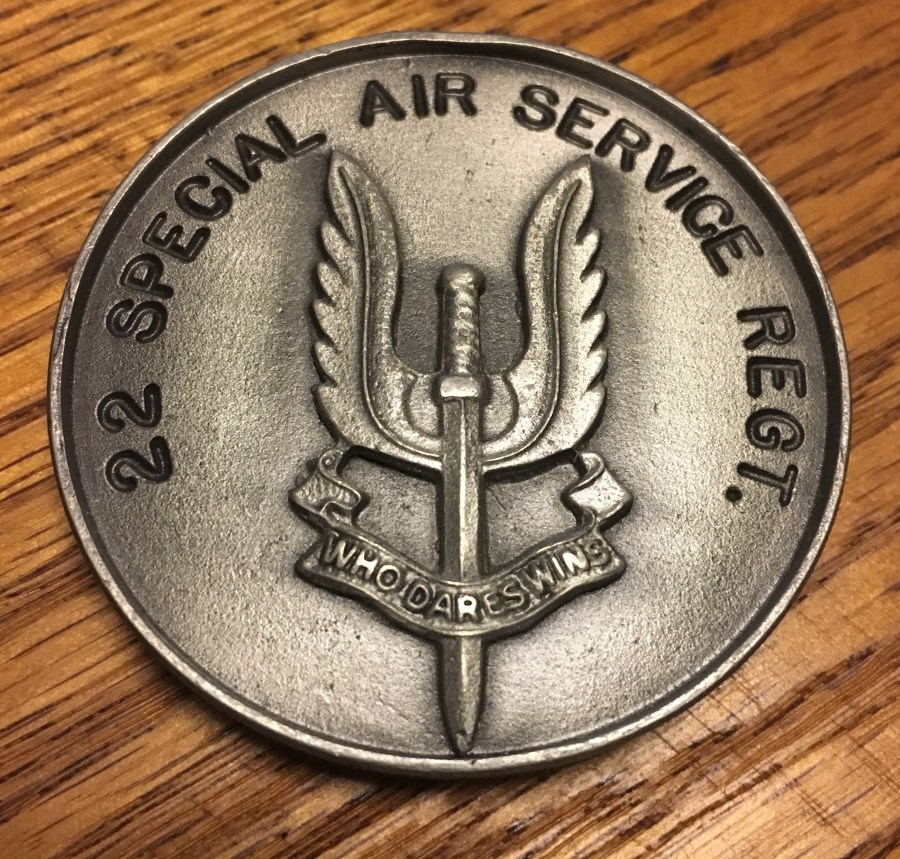 22 SPECIAL AIR SERVICE REGT.
WHO DARES WINS